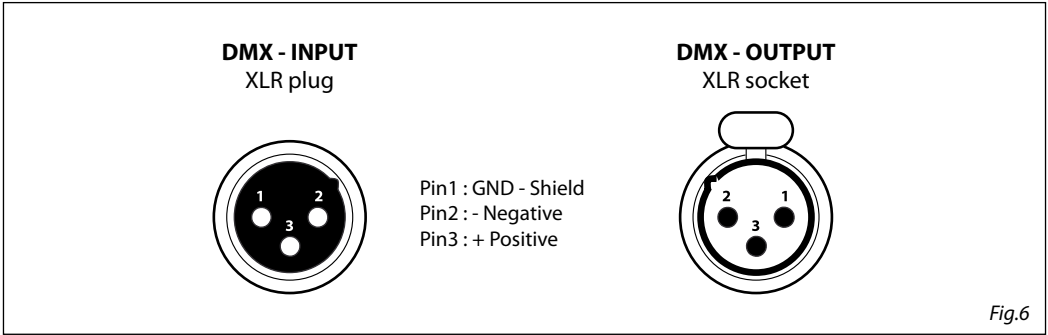 DMX - INPUT
XLR plug
1
2
3
Pin1 : GND - Shield
Pin2 : - Negative
Pin3 : + Positive
DMX - OUTPUT
XLR socket
2
1
3
Fig.6